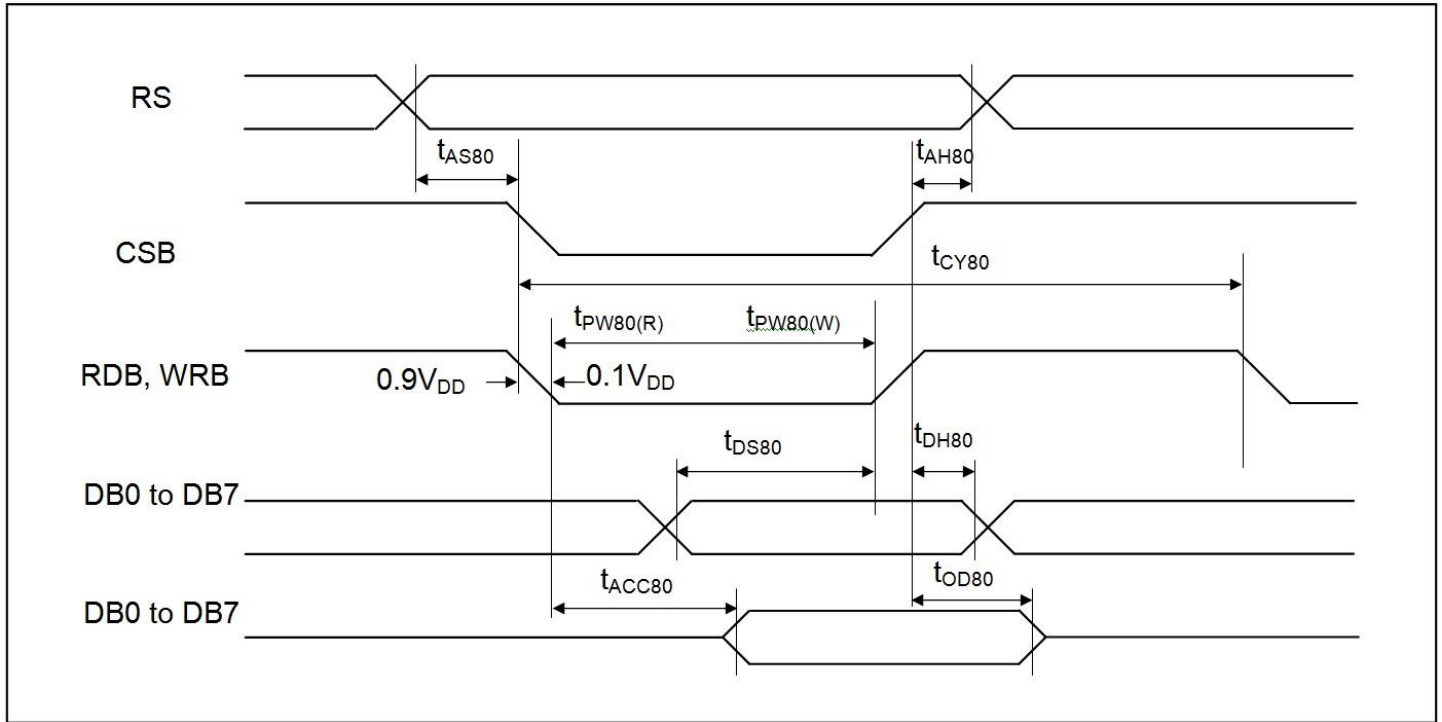 RS
tAS80
tAH80
CSB
tCY80
tPW80(R)
tPW80(W)
RDB, WRB
0.9VDD
0.1VDD
tDS80
tDH80
DB0 to DB7
tACC80
tOD80
DB0 to DB7